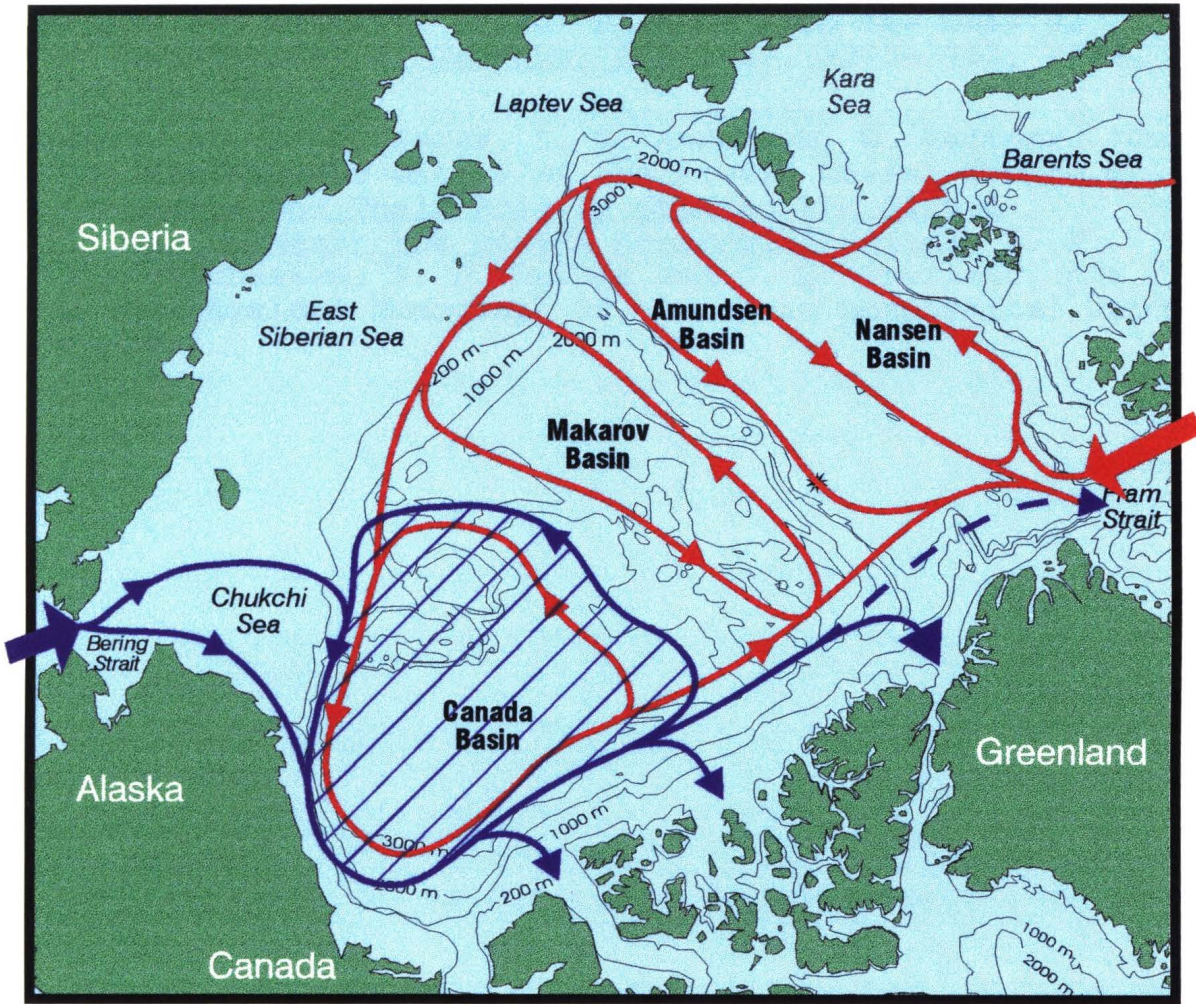 Laptev Sea
Kara
Sea
2000 m
Barents Sea
3000 m
Siberia
East
Siberian Sea
Amundsen
Basin
Nansen
Basin
2000 m
200 m
1000 m
Makarov
Basin
Fram
Strait
Chukchi
Sea
Bering
Strait
Canada
Basin
Greenland
Alaska
1000 m
3000 m
2000 m
200 m
Canada
1000 m
2000 m